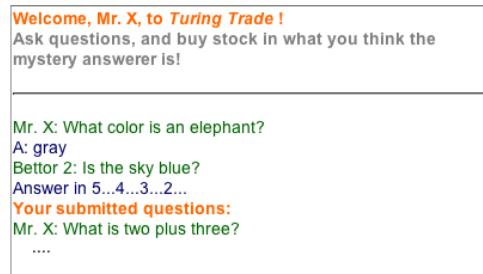 Welcome, Mr. X, to Turing Trade !
Ask questions, and buy stock in what you think the
mystery answerer is!
Mr. X: What color is an elephant?
A: gray
Bettor 2: Is the sky blue?
Answer in 5...4...3...2...
Your submitted questions:
Mr. X: What is two plus three?
....